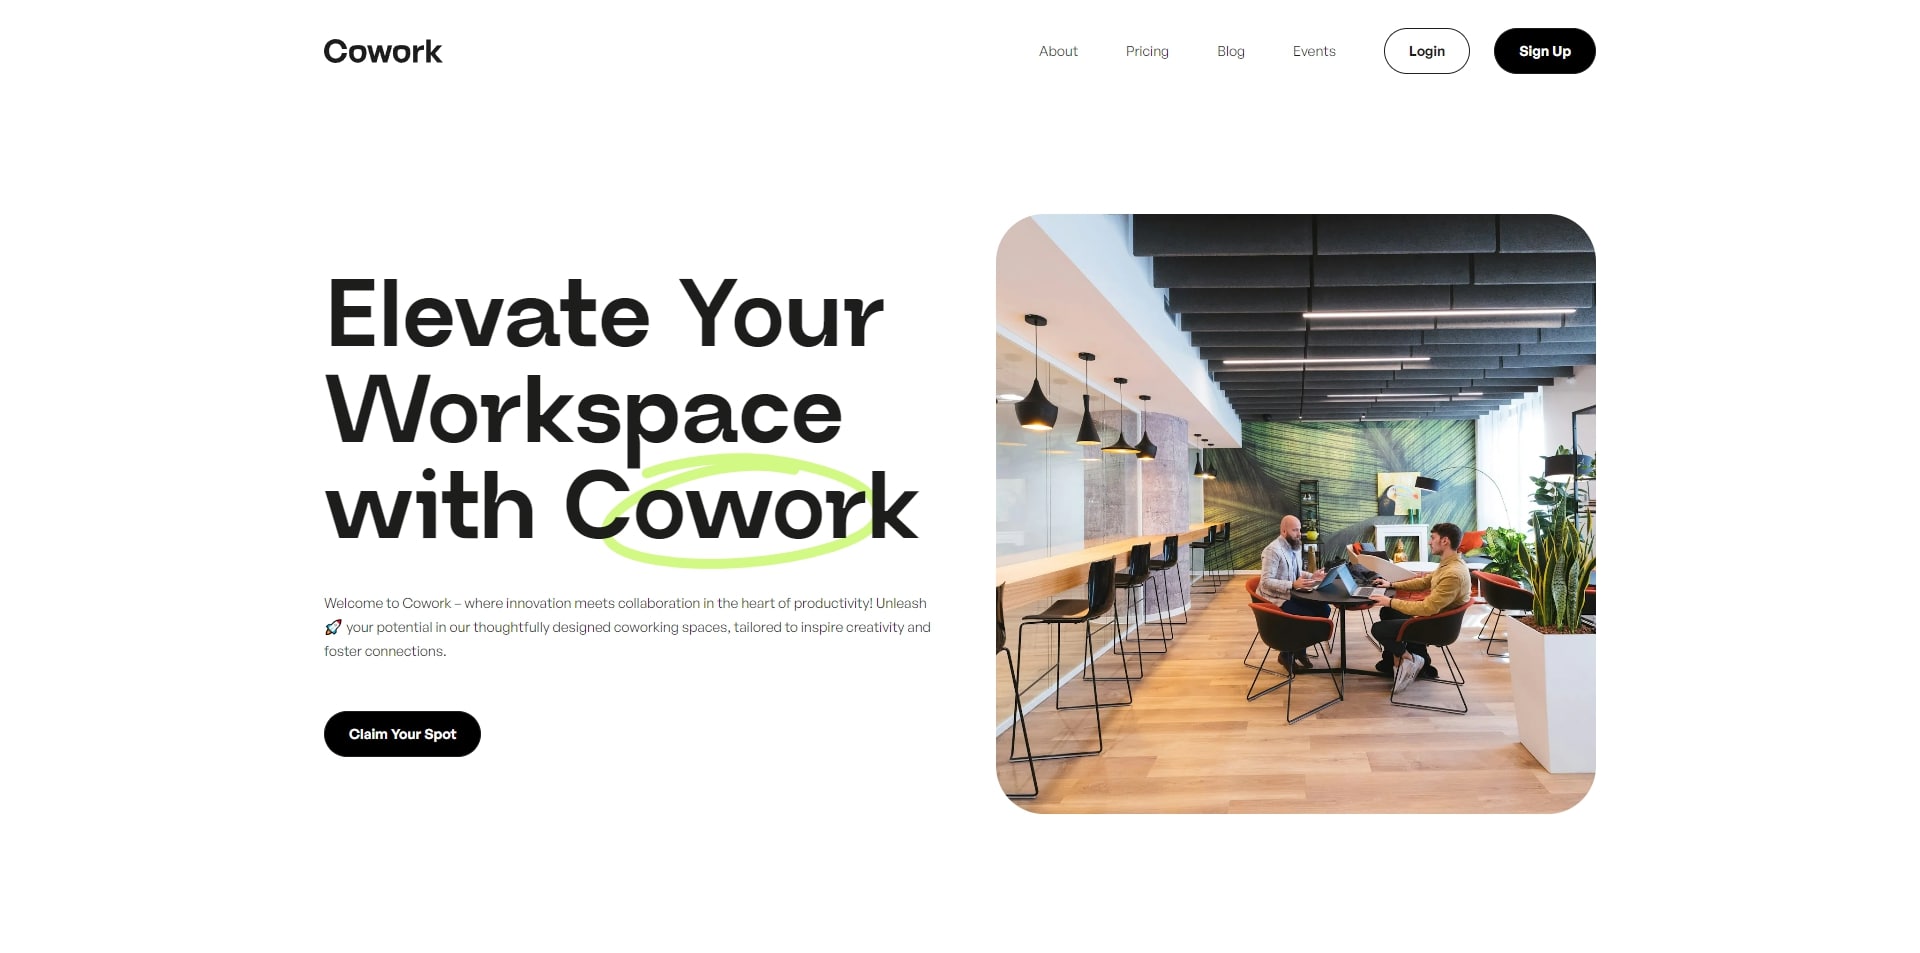 Cowork
About Pricing Blog Events Login Sign Up
Elevate Your
Workspace
with Cowork
Welcome to Cowork – where innovation meets collaboration in the heart of productivity! Unleash
🚀 your potential in our thoughtfully designed coworking spaces, tailored to inspire creativity and
foster connections.
Claim Your Spot